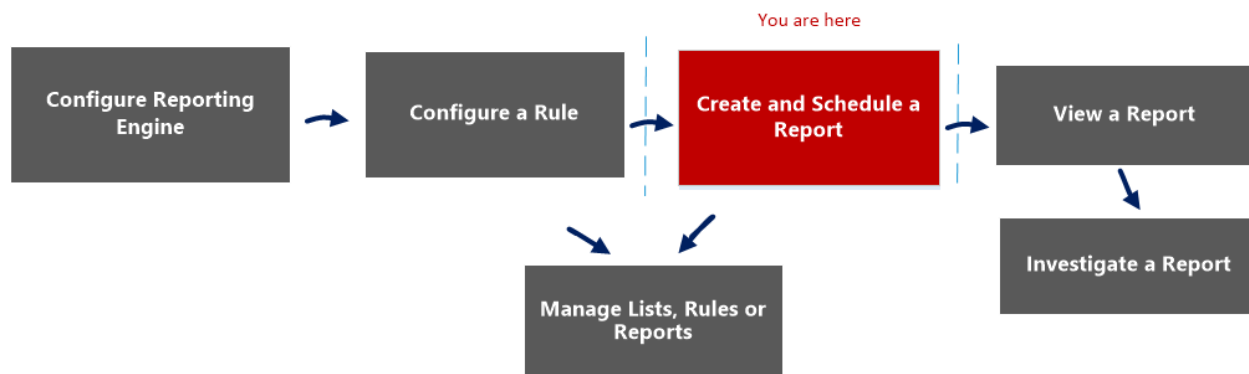 You are here
Configure Reporting
Engine
Configure a Rule
Create and Schedule a
Report
View a Report
Manage Lists, Rules or
Reports
Investigate a Report